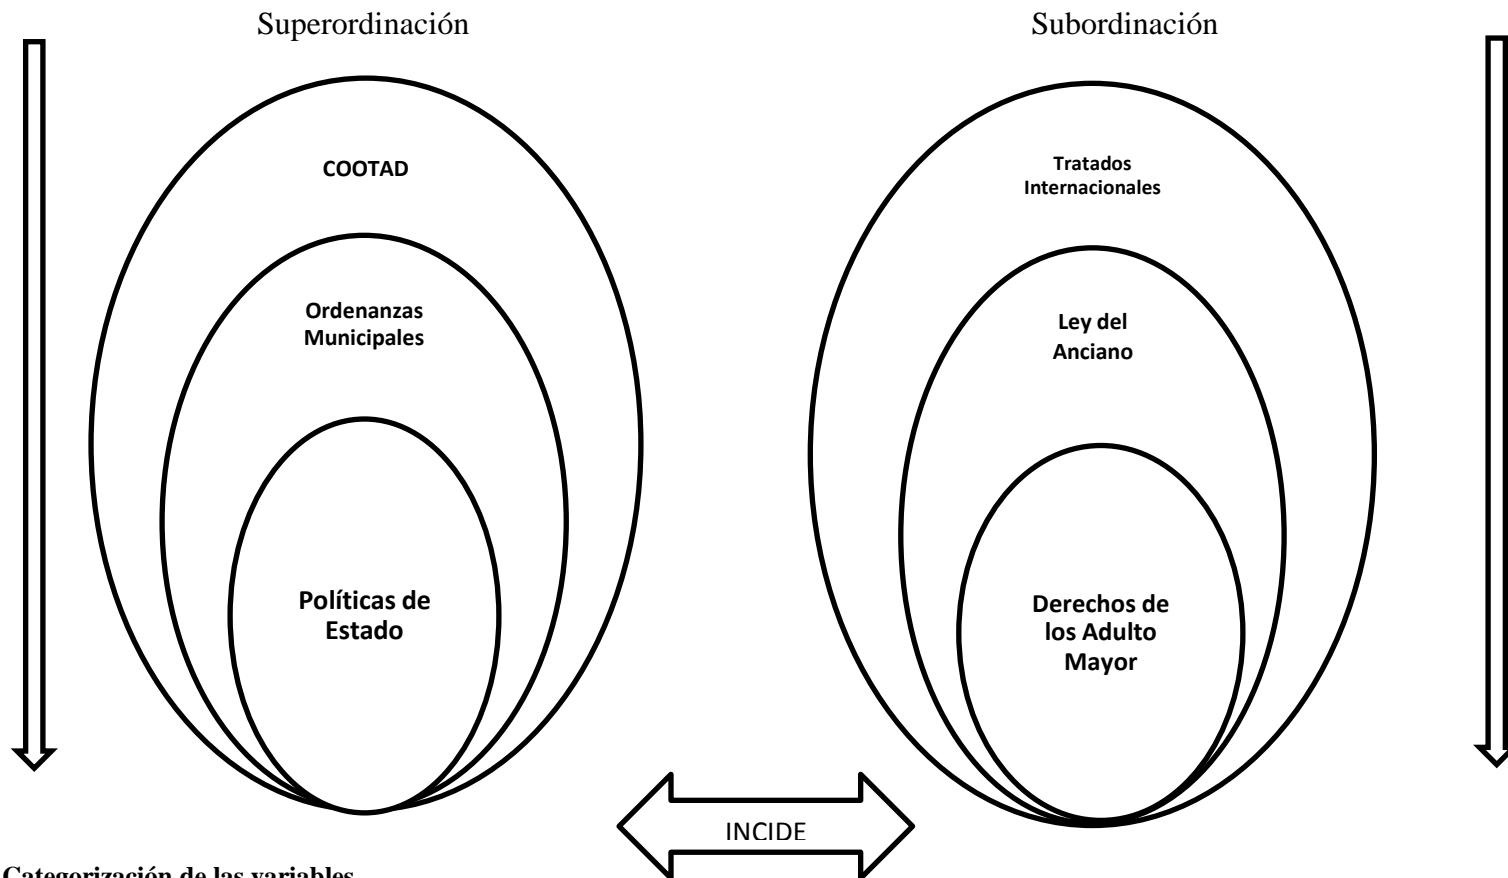 Superordinación
Subordinación
COOTAD
Tratados
Internacionales
Ordenanzas
Municipales
Ley del
Anciano
Políticas de
Estado
Derechos de
los Adulto
Mayor
INCIDE
Categorización de las variables